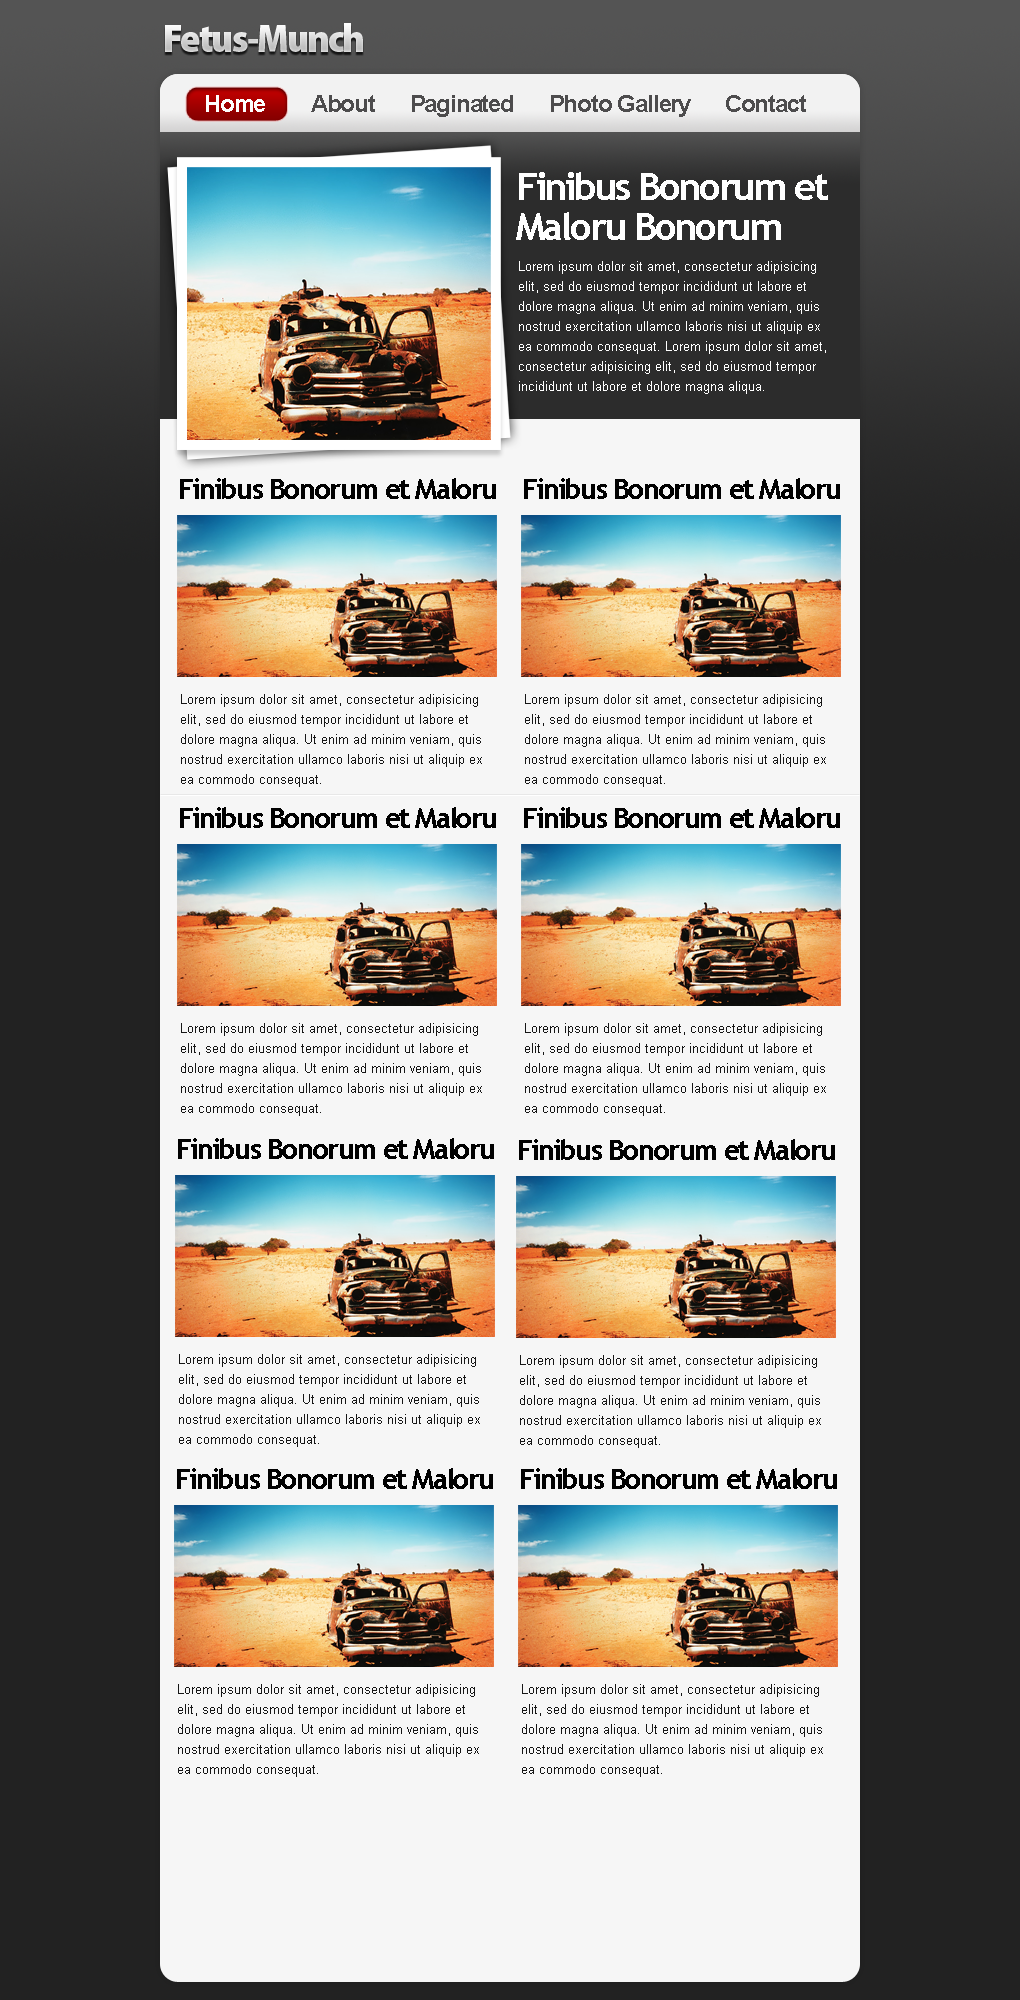 Fetus-Munch
Home About Paginated Photo Gallery Contact
Finibus Bonorum et
Maloru Bonorum
Lorem ipsum dolor sit amet, consectetur adipisicing
elit, sed do eiusmod tempor incididunt ut labore et
dolore magna aliqua. Ut enim ad minim veniam, quis
nostrud exercitation ullamco laboris nisi ut aliquip ex
ea commodo consequat. Lorem ipsum dolor sit amet,
consectetur adipisicing elit, sed do eiusmod tempor
incididunt ut labore et dolore magna aliqua.
Finibus Bonorum et Maloru
Lorem ipsum dolor sit amet, consectetur adipisicing
elit, sed do eiusmod tempor incididunt ut labore et
dolore magna aliqua. Ut enim ad minim veniam, quis
nostrud exercitation ullamco laboris nisi ut aliquip ex
ea commodo consequat.
Finibus Bonorum et Maloru
Lorem ipsum dolor sit amet, consectetur adipisicing
elit, sed do eiusmod tempor incididunt ut labore et
dolore magna aliqua. Ut enim ad minim veniam, quis
nostrud exercitation ullamco laboris nisi ut aliquip ex
ea commodo consequat.
Finibus Bonorum et Maloru
Lorem ipsum dolor sit amet, consectetur adipisicing
elit, sed do eiusmod tempor incididunt ut labore et
dolore magna aliqua. Ut enim ad minim veniam, quis
nostrud exercitation ullamco laboris nisi ut aliquip ex
ea commodo consequat.
Finibus Bonorum et Maloru
Lorem ipsum dolor sit amet, consectetur adipisicing
elit, sed do eiusmod tempor incididunt ut labore et
dolore magna aliqua. Ut enim ad minim veniam, quis
nostrud exercitation ullamco laboris nisi ut aliquip ex
ea commodo consequat.
Finibus Bonorum et Maloru
Lorem ipsum dolor sit amet, consectetur adipisicing
elit, sed do eiusmod tempor incididunt ut labore et
dolore magna aliqua. Ut enim ad minim veniam, quis
nostrud exercitation ullamco laboris nisi ut aliquip ex
ea commodo consequat.
Finibus Bonorum et Maloru
Lorem ipsum dolor sit amet, consectetur adipisicing
elit, sed do eiusmod tempor incididunt ut labore et
dolore magna aliqua. Ut enim ad minim veniam, quis
nostrud exercitation ullamco laboris nisi ut aliquip ex
ea commodo consequat.
Finibus Bonorum et Maloru
Lorem ipsum dolor sit amet, consectetur adipisicing
elit, sed do eiusmod tempor incididunt ut labore et
dolore magna aliqua. Ut enim ad minim veniam, quis
nostrud exercitation ullamco laboris nisi ut aliquip ex
ea commodo consequat.
Finibus Bonorum et Maloru
Lorem ipsum dolor sit amet, consectetur adipisicing
elit, sed do eiusmod tempor incididunt ut labore et
dolore magna aliqua. Ut enim ad minim veniam, quis
nostrud exercitation ullamco laboris nisi ut aliquip ex
ea commodo consequat.